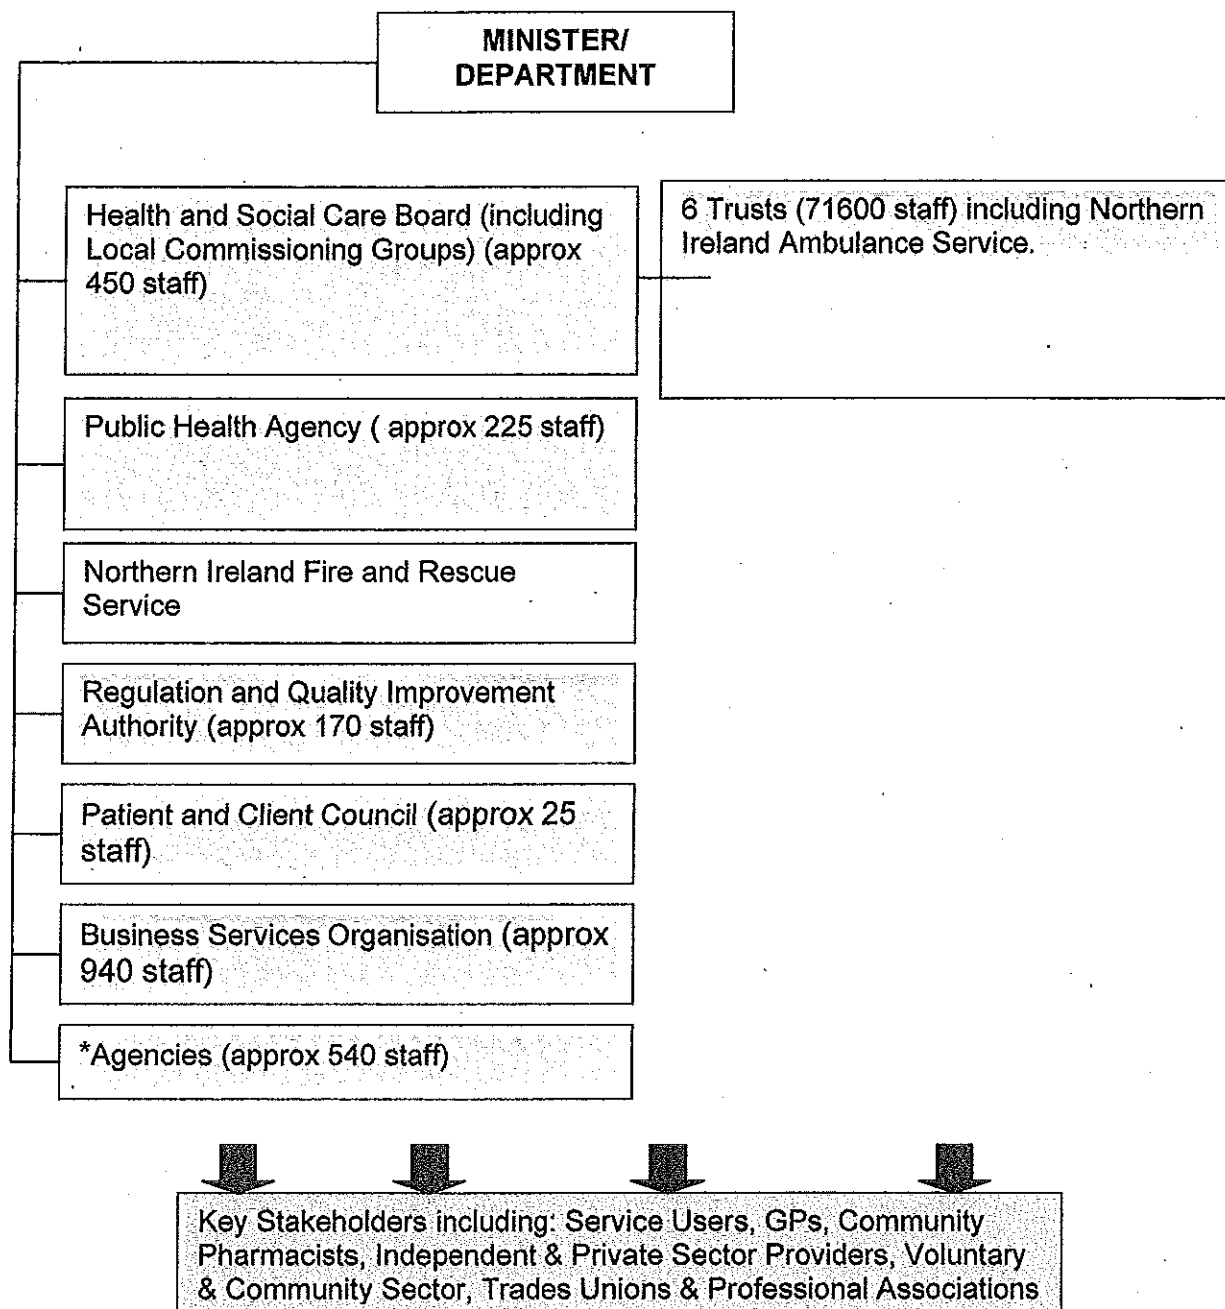 MINISTER/
DEPARTMENT
Health and Social Care Board (including
Local Commissioning Groups) (approx
450 staff)
6 Trusts (71600 staff) including Northern
Ireland Ambulance Service.
Public Health Agency ( approx 225 staff)
Northern Ireland Fire and Rescue
Service
Regulation and Quality Improvement
Authority (approx 170 staff)
Patient and Client Council (approx 25
staff)
Business Services Organisation (approx
940 staff)
*Agencies (approx 540 staff)
Key Stakeholders including: Service Users, GPs, Community
Pharmacists, Independent & Private Sector Providers, Voluntary
& Community Sector, Trades Unions & Professional Associations